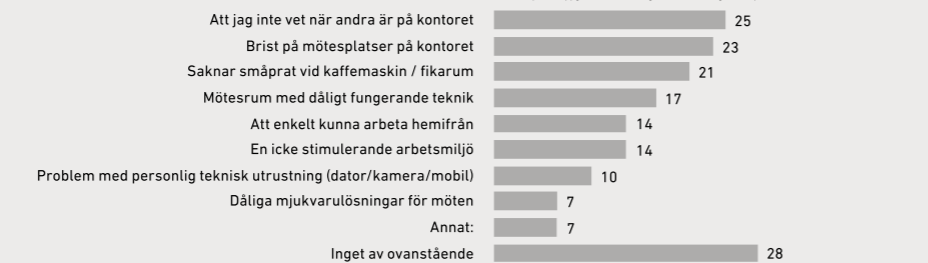 Att jag inte vet när andra är på kontoret 25
Brist på mötesplatser på kontoret 23
Saknar småprat vid kaffemaskin / fikarum 21
Mötesrum med dåligt fungerande teknik 17
Att enkelt kunna arbeta hemifrån 14
En icke stimulerande arbetsmiljö 14
Problem med personlig teknisk utrustning (dator/kamera/mobil) 10
Dåliga mjukvarulösningar för möten 7
Annat: 7
Inget av ovanstående 28